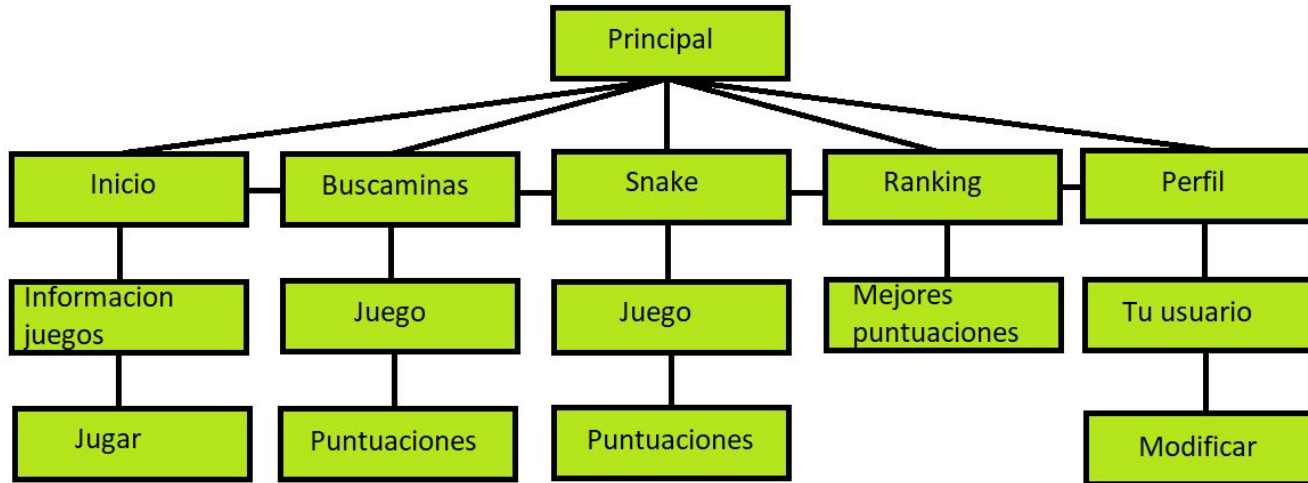 Principal
Inicio
Buscaminas
Snake
Ranking
Perfil
Informacion
juegos
Juego
Juego
Mejores
puntuaciones
Tu usuario
Jugar
Puntuaciones
Puntuaciones
Modificar